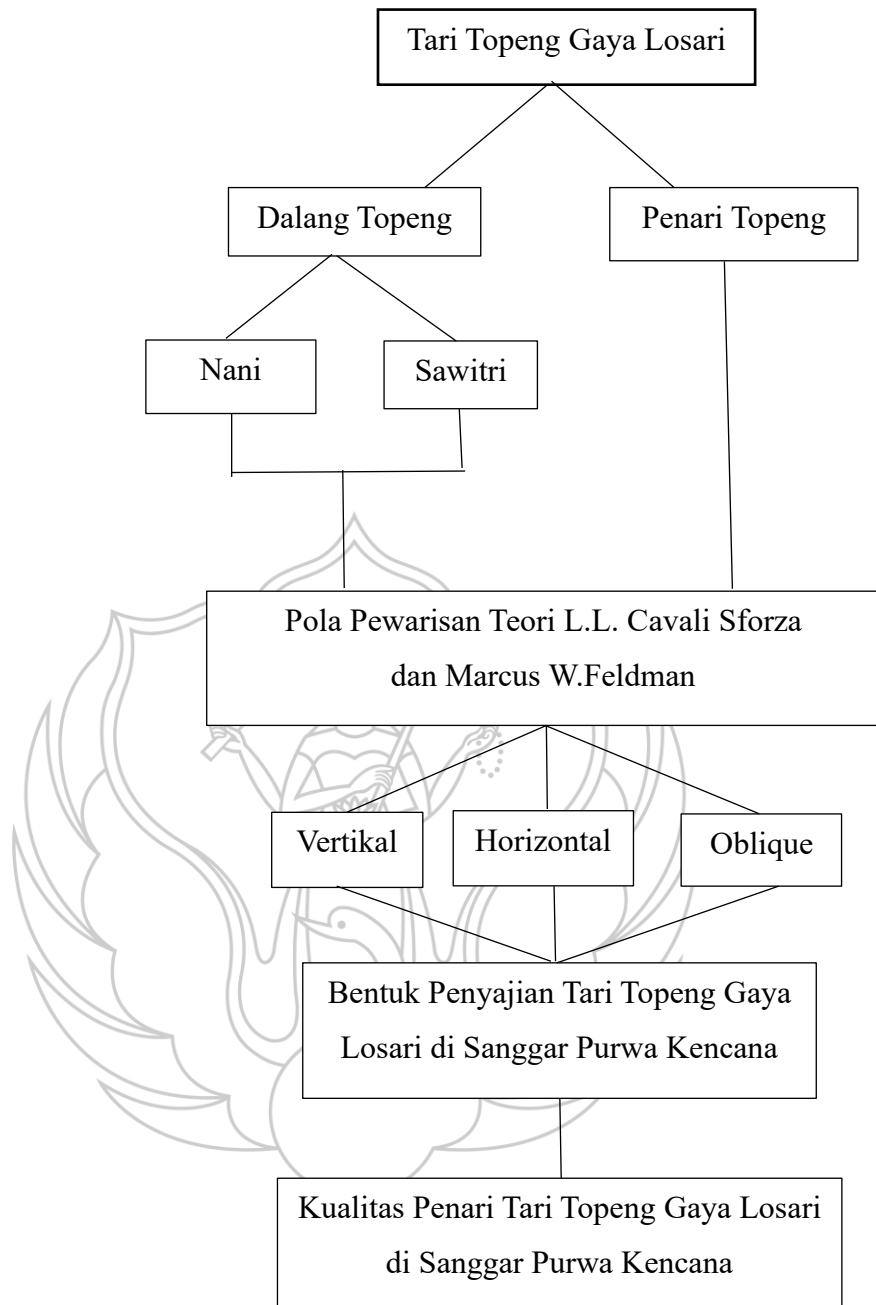 Tari Topeng Gaya Losari
Dalang Topeng
Penari Topeng
Nani
Sawitri
Pola Pewarisan Teori L.L. Cavali Sforza
dan Marcus W.Feldman
Vertikal
Horizontal
Oblique
Bentuk Penyajian Tari Topeng Gaya
Losari di Sanggar Purwa Kencana
Kualitas Penari Tari Topeng Gaya Losari
di Sanggar Purwa Kencana